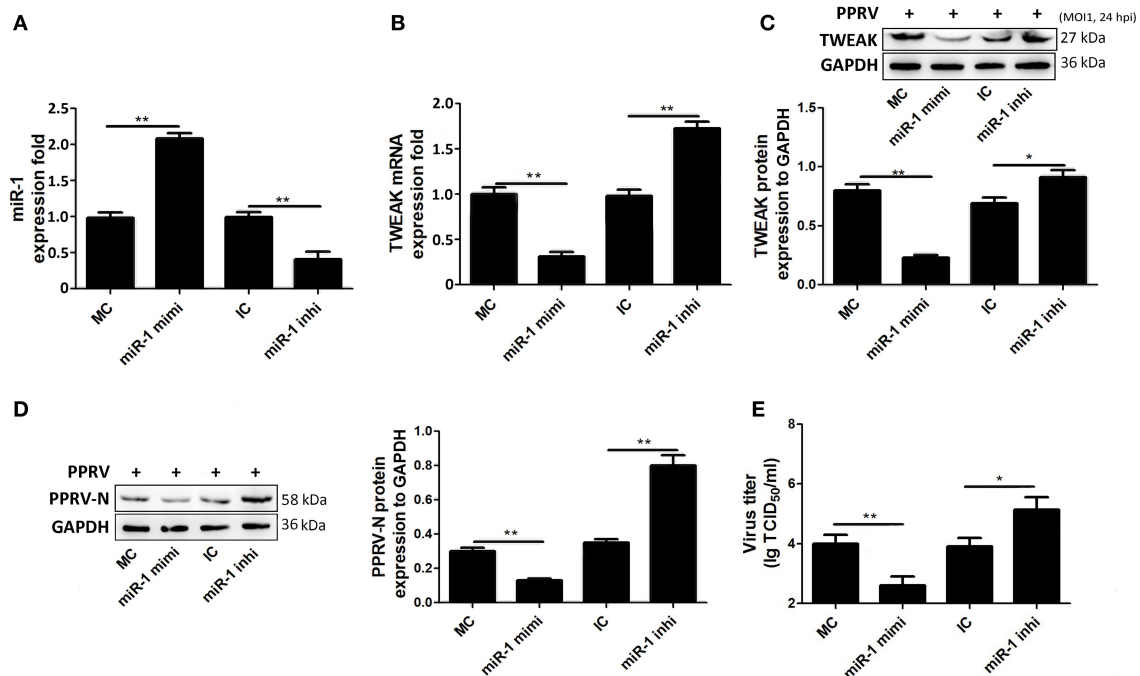 A
miR-1
expression fold
2.5
2.0
1.5
1.0
0.5
0
**
**
MC
miR-1 mimi
IC
miR-1 inhi
B
TWEAK mRNA
expression fold
2.0
1.5
1.0
0.5
0
**
**
MC
miR-1 mimi
IC
miR-1 inhi
C
PPRV + + + + (MOI1, 24 hpi)
TWEAK 27 kDa
GAPDH 36 kDa
MC
miR-1 mimi
IC
miR-1 inhi
TWEAK protein
expression to GAPDH
1.5
1.0
0.5
0.0
**
*
MC
miR-1 mimi
IC
miR-1 inhi
D
PPRV + + + +
PPRV-N 58 kDa
GAPDH 36 kDa
MC
miR-1 mimi
IC
miR-1 inhi
PPRV-N protein
expression to GAPDH
1.0
0.8
0.6
0.4
0.2
0.0
**
**
MC
miR-1 mimi
IC
miR-1 inhi
E
Virus titer
(lg TCID50/ml)
8
6
4
2
**
*
MC
miR-1 mimi
IC
miR-1 inhi